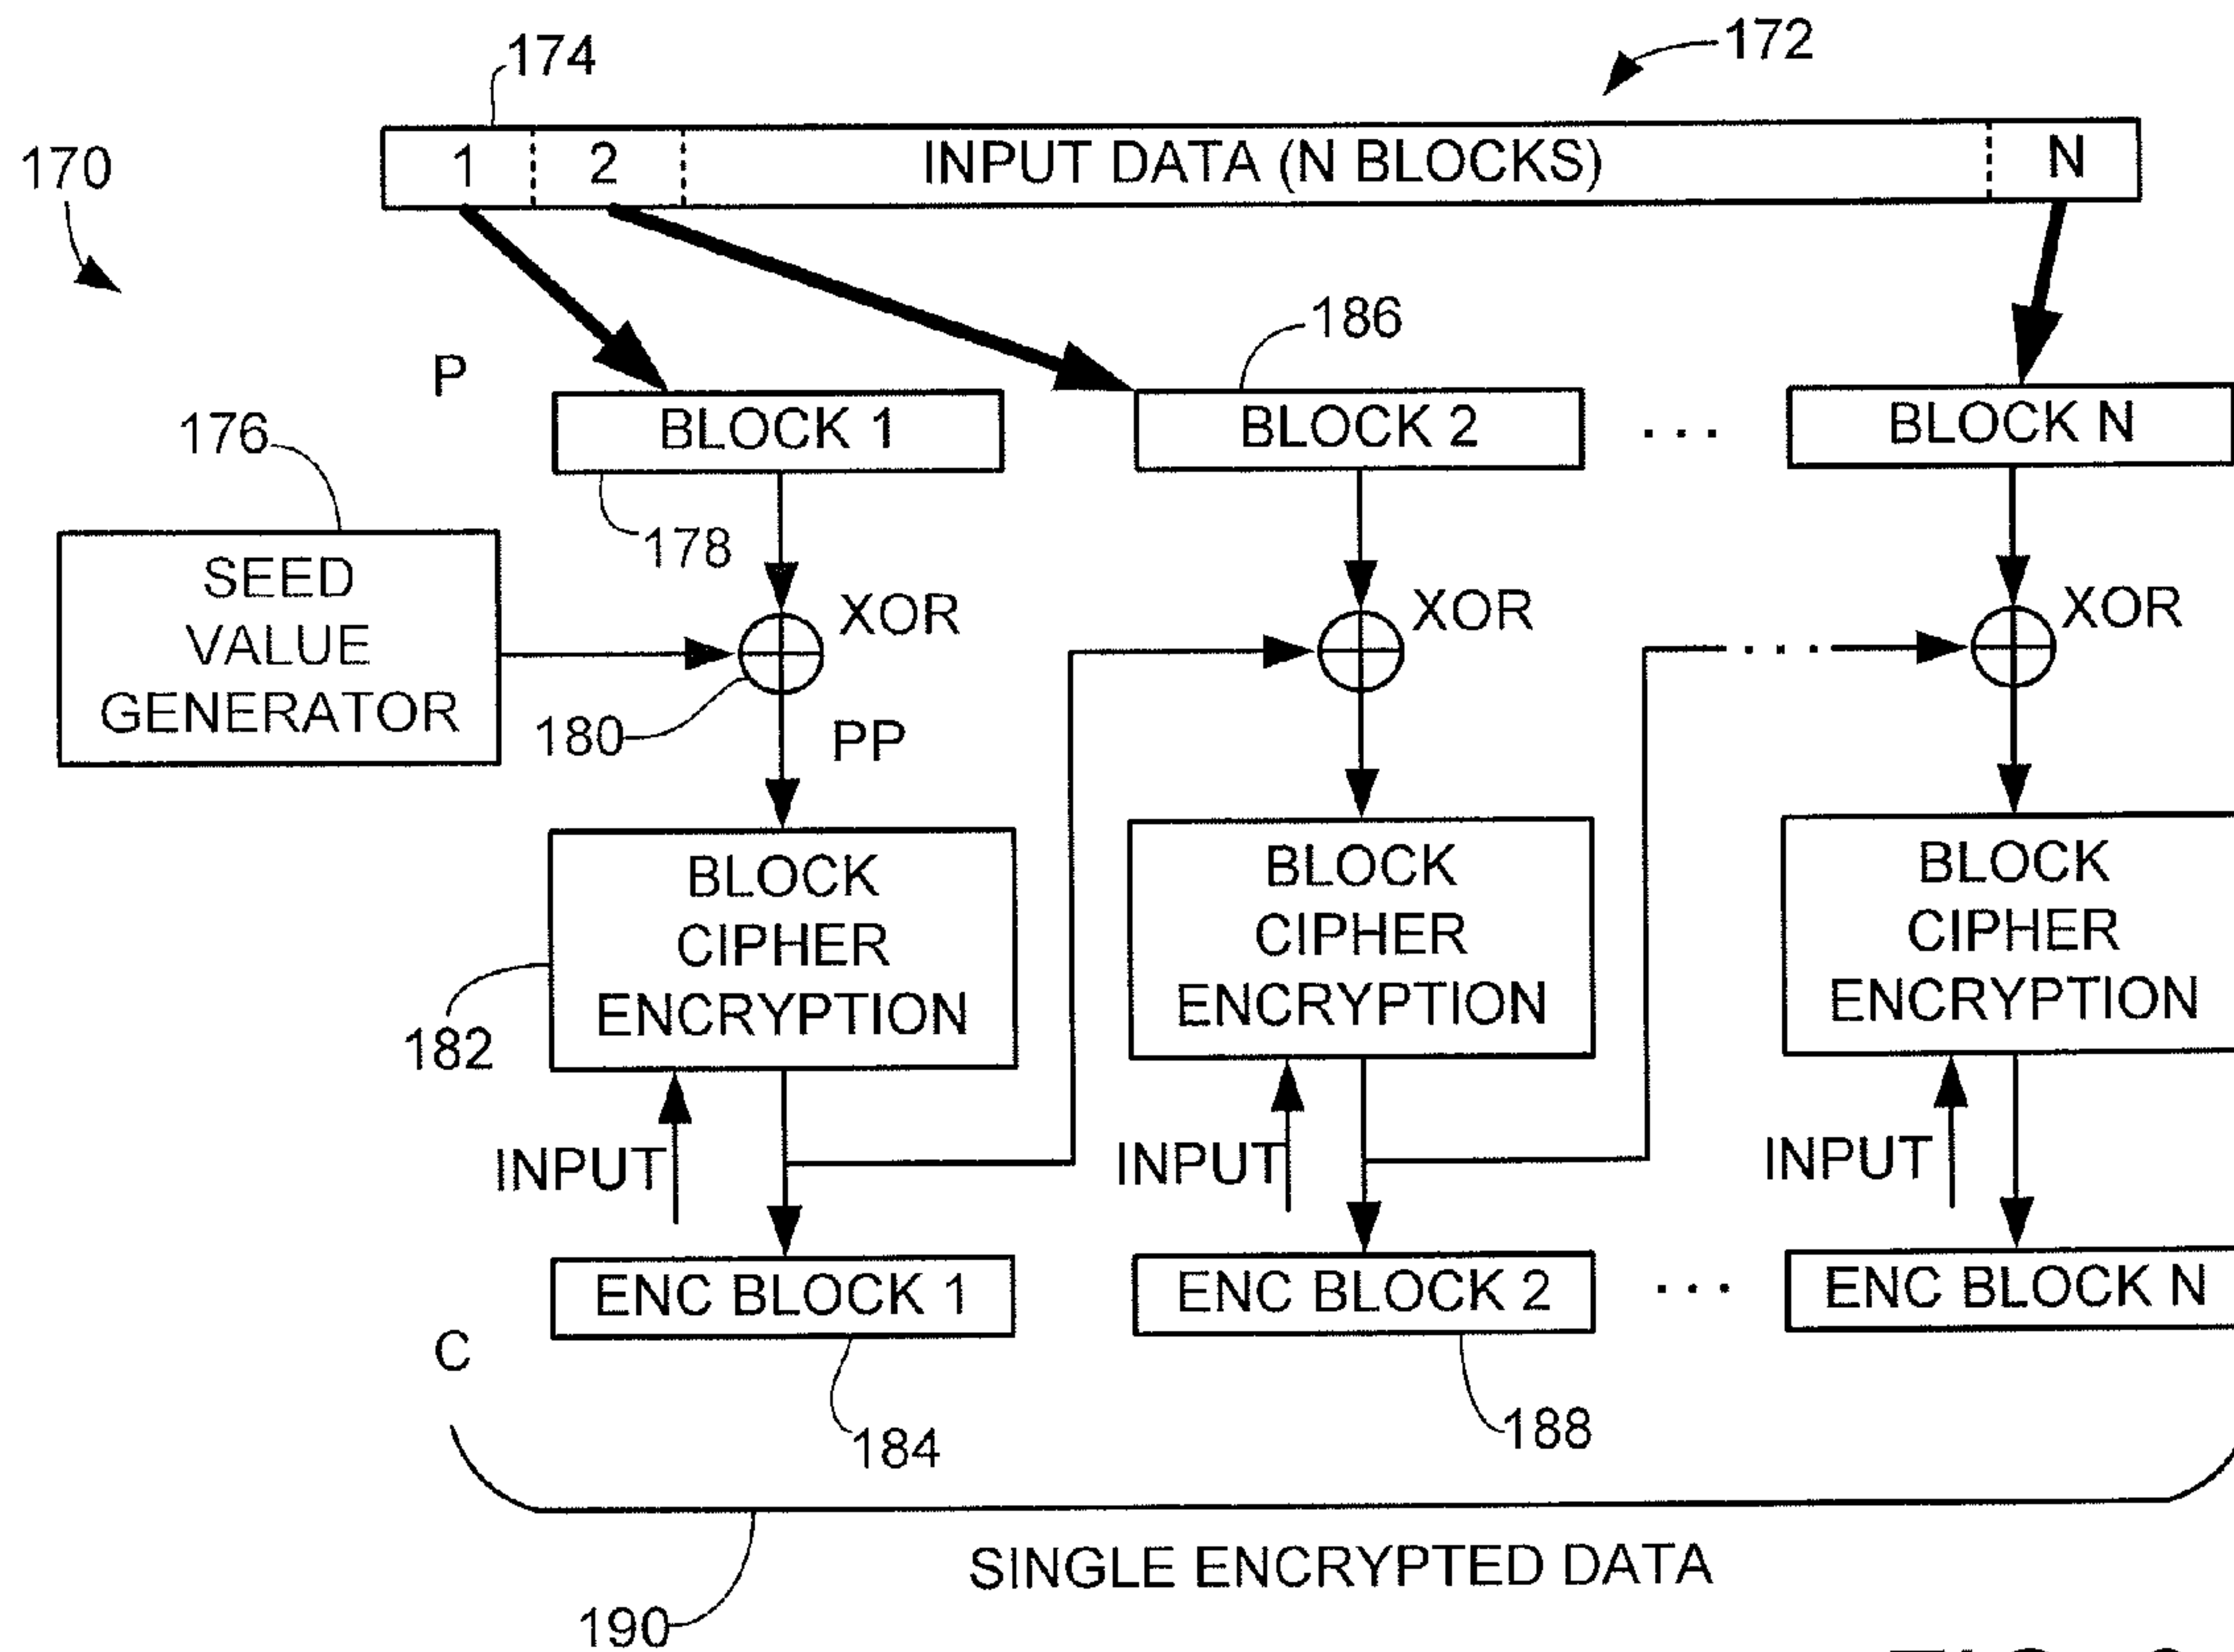 174
172
170
1 2 INPUT DATA (N BLOCKS) N
186
P
BLOCK 1 BLOCK 2 ... BLOCK N
176
178
SEED
VALUE
GENERATOR
XOR XOR XOR
180
PP
BLOCK
CIPHER
ENCRYPTION
BLOCK
CIPHER
ENCRYPTION
BLOCK
CIPHER
ENCRYPTION
182
INPUT INPUT INPUT
ENC BLOCK 1 ENC BLOCK 2 ... ENC BLOCK N
C
184
188
SINGLE ENCRYPTED DATA
190